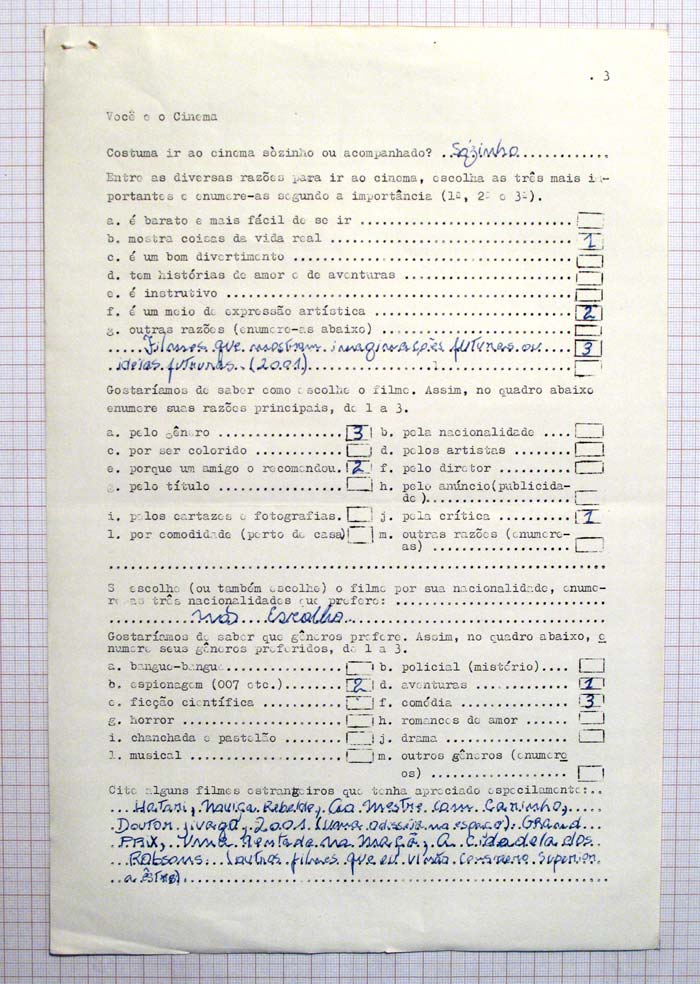 . 3
Você e o Cinema
Costuma ir ao cinema sòzinho ou acompanhado? ..Sózinho............
Entre as diversas razões para ir ao cinema, escolha as três mais im-
portantes e enumere-as segundo a importância (1ª, 2ª e 3ª).
a. é barato e mais fácil de se ir ............................
b. mostra coisas da vida real ............................... 1
c. é um bom divertimento ....................................
d. tem histórias de amor e de aventuras ......................
e. é instrutivo .............................................
f. é um meio de expressão artística .......................... 2
g. outras razões (enumere-as abaixo) .........................
....Filmes que mostram imaginações futuras ou 3
ideias futuras (2001)
Gostaríamos de saber como escolhe o filme. Assim, no quadro abaixo
enumere suas razões principais, de 1 a 3.
a. pelo gênero ................ 3 b. pela nacionalidade ....
c. por ser colorido ........... d. pelos artistas ........
e. porque um amigo o recomendou. 2 f. pelo diretor ..........
g. pelo título ................ h. pelo anúncio(publicida-
de )......................
i. pelos cartazes e fotografias. j. pela crítica .......... 1
l. por comodidade (perto de casa) m. outras razões (enumere-
as) ...................
S escolhe (ou também escolhe) o filme por sua nacionalidade, enume-
re as três nacionalidades que prefere: ..........................
não Escolho
Gostaríamos de saber que gêneros prefere. Assim, no quadro abaixo, e
numere seus gêneros preferidos, de 1 a 3.
a. bangue-bangue............... b. policial (mistério)....
b. espionagem (007 etc.)....... 2 d. aventuras ............. 1
e. ficção científica........... f. comédia ............... 3
g. horror ..................... h. romances de amor ......
i. chanchada e pastelão ....... j. drama .................
l. musical .................... m. outros gêneros (enumere
os) ...................
Cite alguns filmes estrangeiros que tenha apreciado especilamente:..
...Hatari, Rebelde, Ao Mestre com Carinho,
Doutor Jivago, 2001 (uma odisséia no espaço). Grand
PRIX, Uma na maçã, A Cidadela dos
Robsons. (outros filmes que eu vi não considero Superior
a êstes)